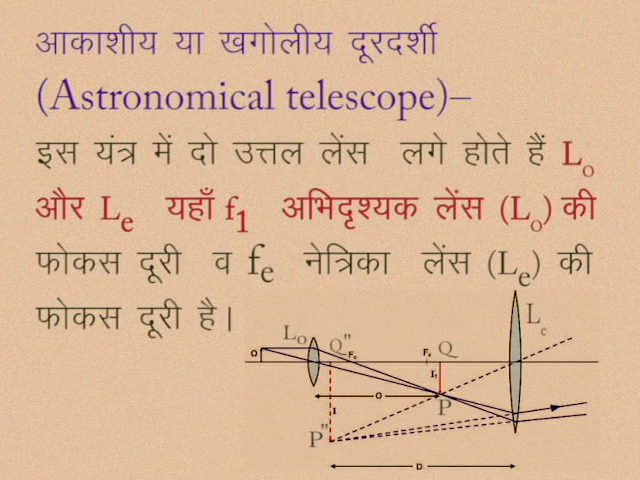 आकाशीय या खगोलीय दूरदर्शी
(Astronomical telescope)–
इस यंत्र में दो उत्तल लेंस लगे होते हैं Lo
और Le यहाँ f1 अभिदृश्यक लेंस (Lo) की
फोकस दूरी व fe नेत्रिका लेंस (Le) की
फोकस दूरी है।
Lo
Le
O
Q"
Fo
Fe
Q
I1
O
P
I
P"
D